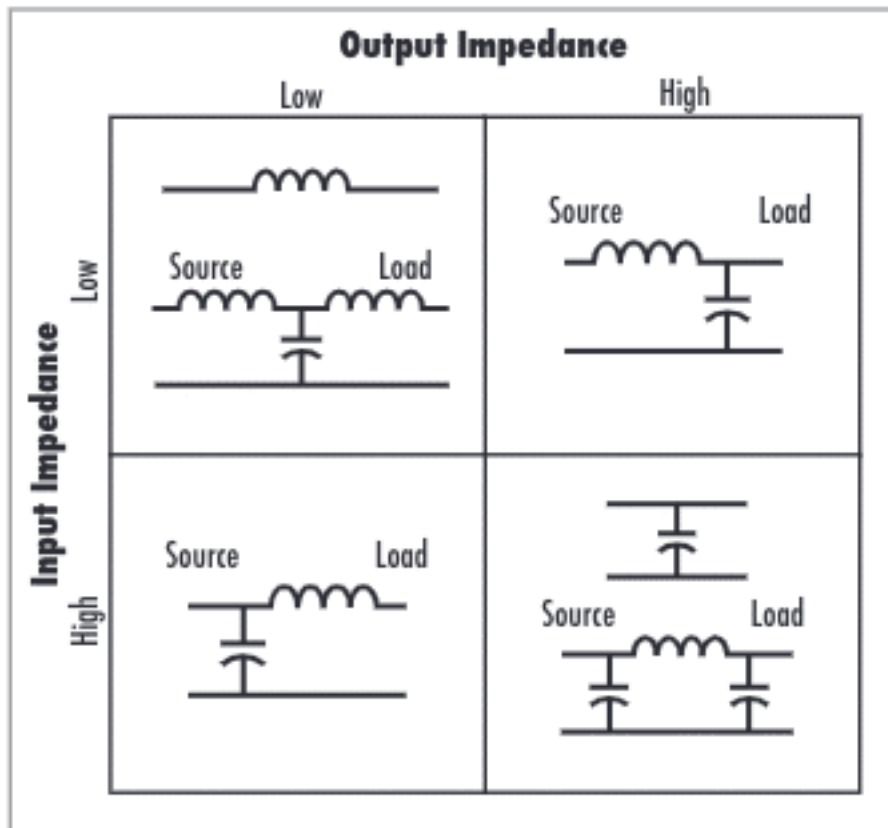 Output Impedance
Low
High
Input Impedance
Low
Source
Load
Source
Load
High
Source
Load
Source
Load